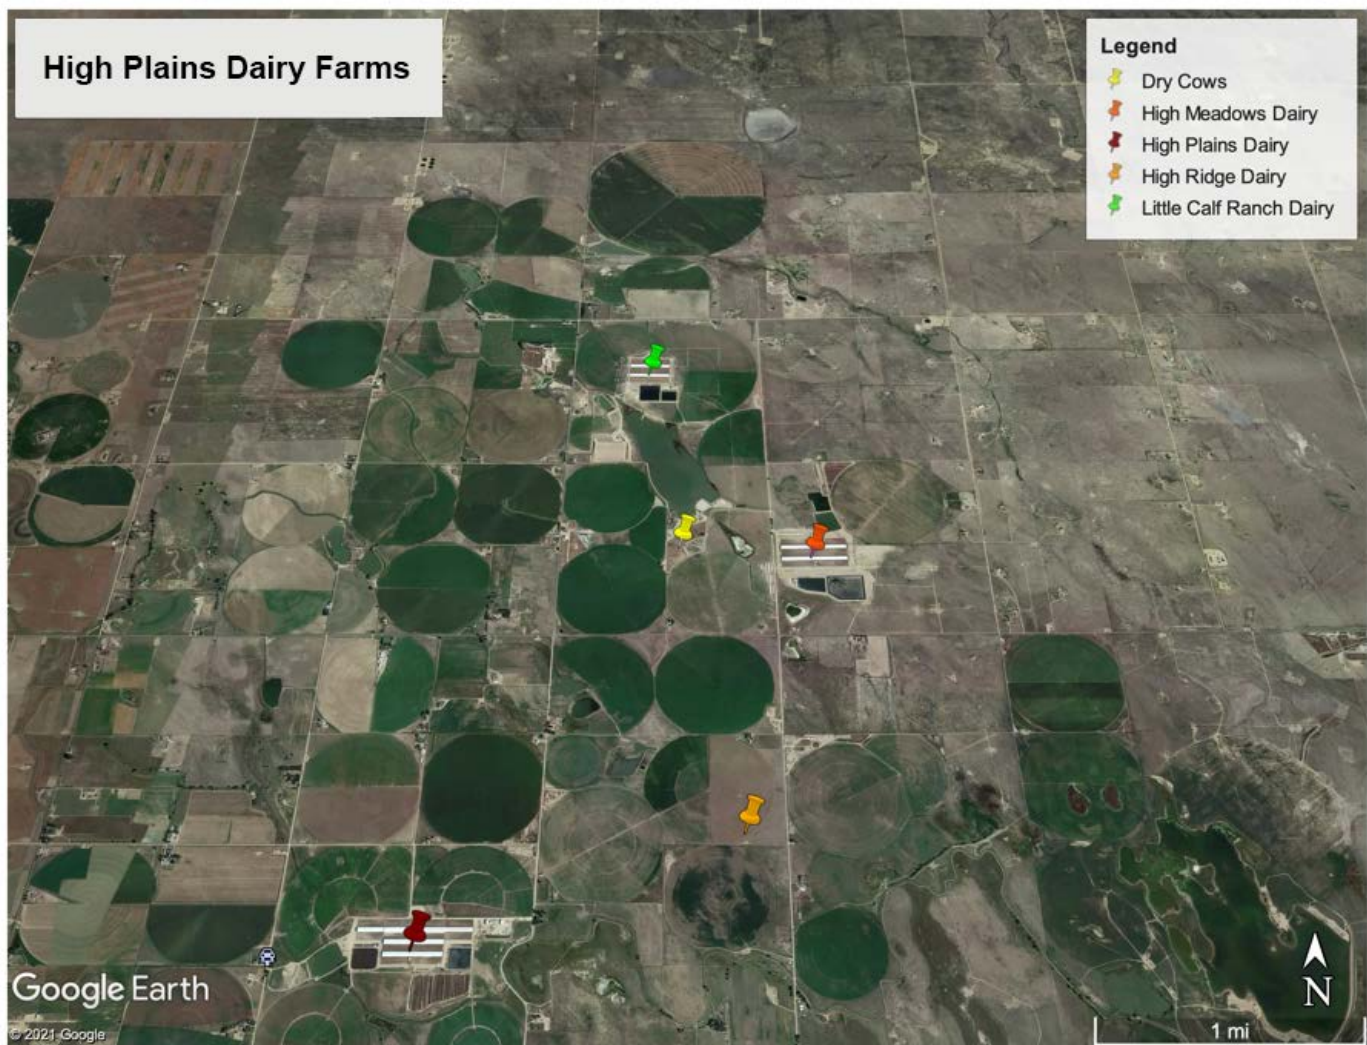 High Plains Dairy Farms
Legend
Dry Cows
High Meadows Dairy
High Plains Dairy
High Ridge Dairy
Little Calf Ranch Dairy
Google Earth
© 2021 Google
N
1 mi